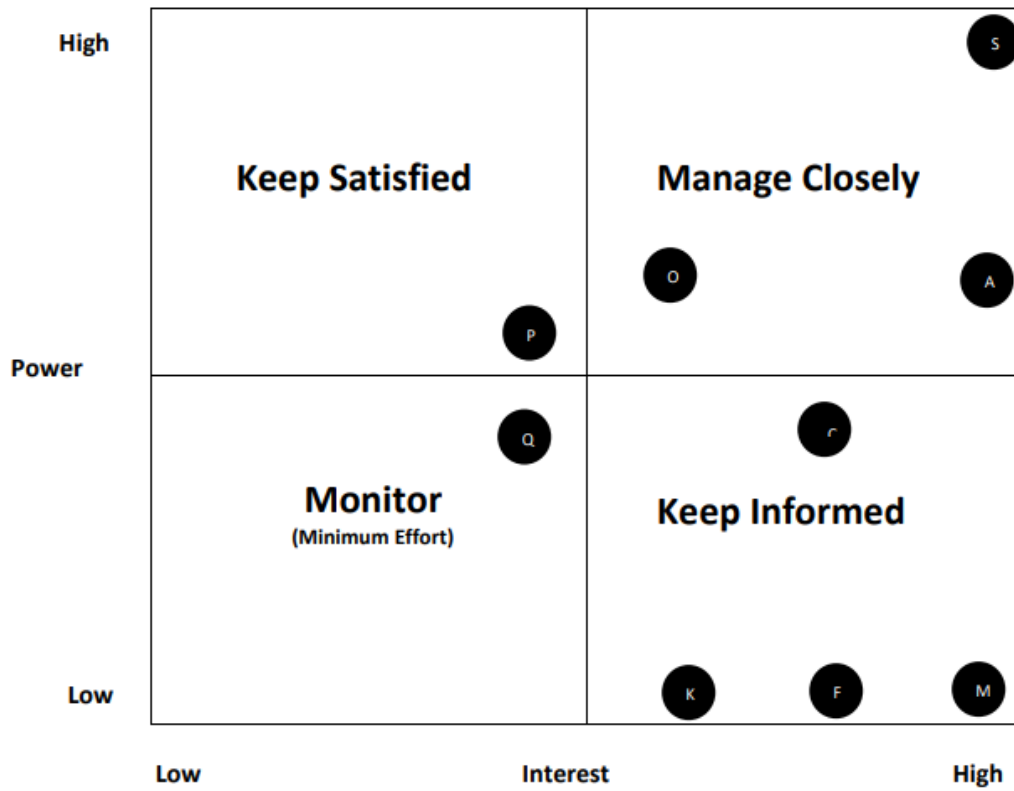 High
S
Keep Satisfied
Manage Closely
O
A
P
Power
Q
C
Monitor
(Minimum Effort)
Keep Informed
Low
K
F
M
Low
Interest
High